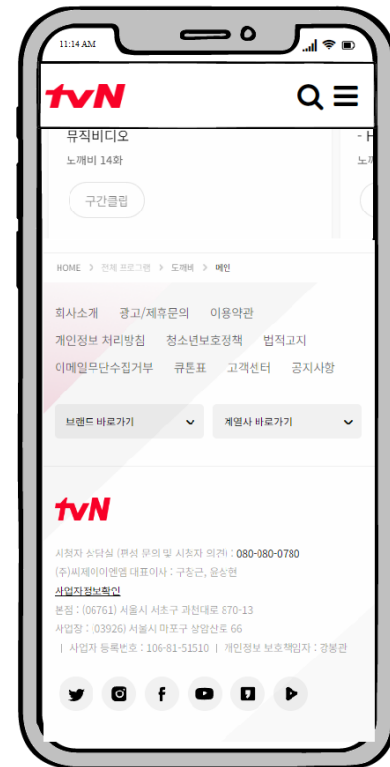 11:14 AM
tvN
뮤직비디오
노깨비 14화
구간클립
HOME > 전체 프로그램 > 도깨비 > 메인
회사소개 광고/제휴문의 이용약관
개인정보 처리방침 청소년보호정책 법적고지
이메일무단수집거부 큐톤표 고객센터 공지사항
브랜드 바로가기 계열사 바로가기
tvN
시청자 상담실 (편성 문의 및 시청자 의견) : 080-080-0780
(주)씨제이이엔엠 대표이사 : 구창근, 윤상현
사업자정보확인
본점 : (06761) 서울시 서초구 과천대로 870-13
사업장 : (03926) 서울시 마포구 상암산로 66
| 사업자 등록번호 : 106-81-51510 | 개인정보 보호책임자 : 강봉관